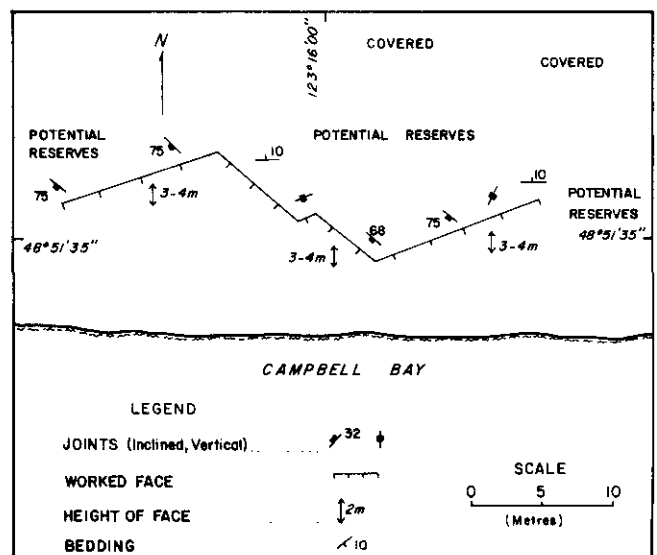 N
123°16'00"
COVERED
COVERED
POTENTIAL RESERVES
POTENTIAL RESERVES
75
10
75
3-4m
10
POTENTIAL RESERVES
75
68
48°51'35"
3-4m
3-4m
48°51'35"
CAMPBELL BAY
LEGEND
JOINTS (Inclined, Vertical) 32
WORKED FACE
HEIGHT OF FACE 2m
BEDDING 10
SCALE
0 5 10
(Metres)